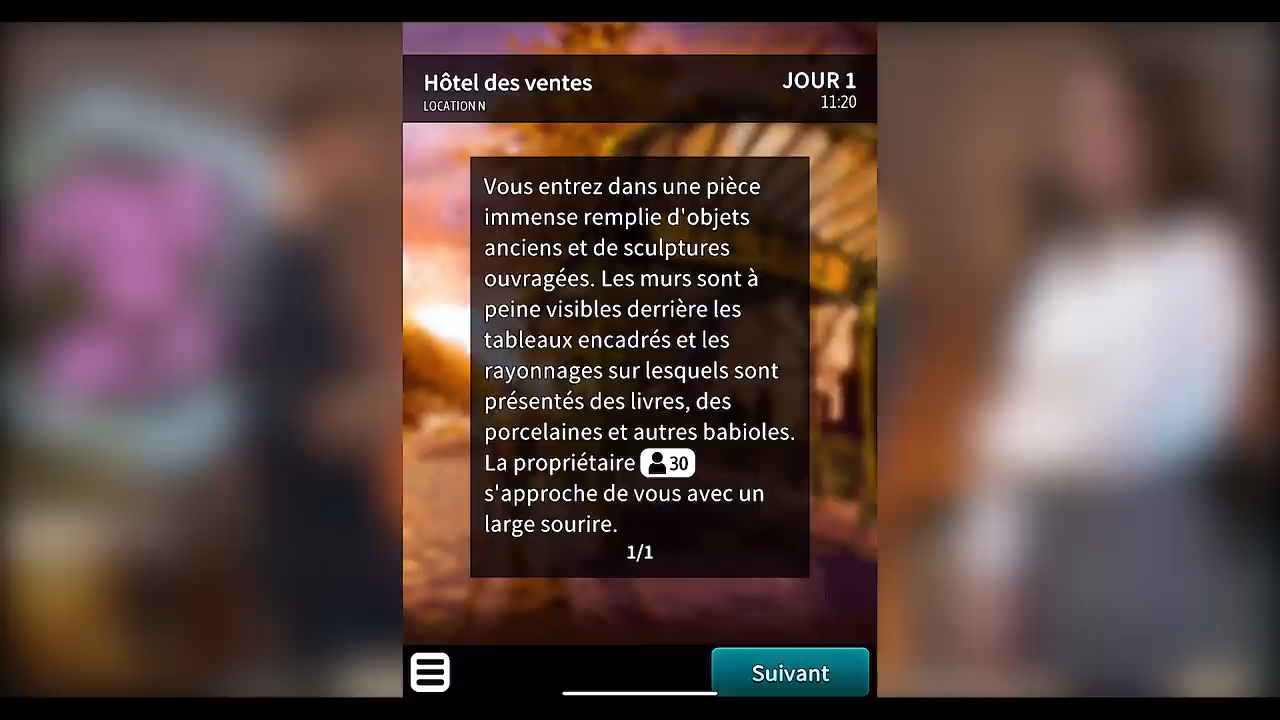 Hôtel des ventes
LOCATION N
JOUR 1
11:20
Vous entrez dans une pièce
immense remplie d'objets
anciens et de sculptures
ouvragées. Les murs sont à
peine visibles derrière les
tableaux encadrés et les
rayonnages sur lesquels sont
présentés des livres, des
porcelaines et autres babioles.
La propriétaire 30
s'approche de vous avec un
large sourire.
1/1
Suivant